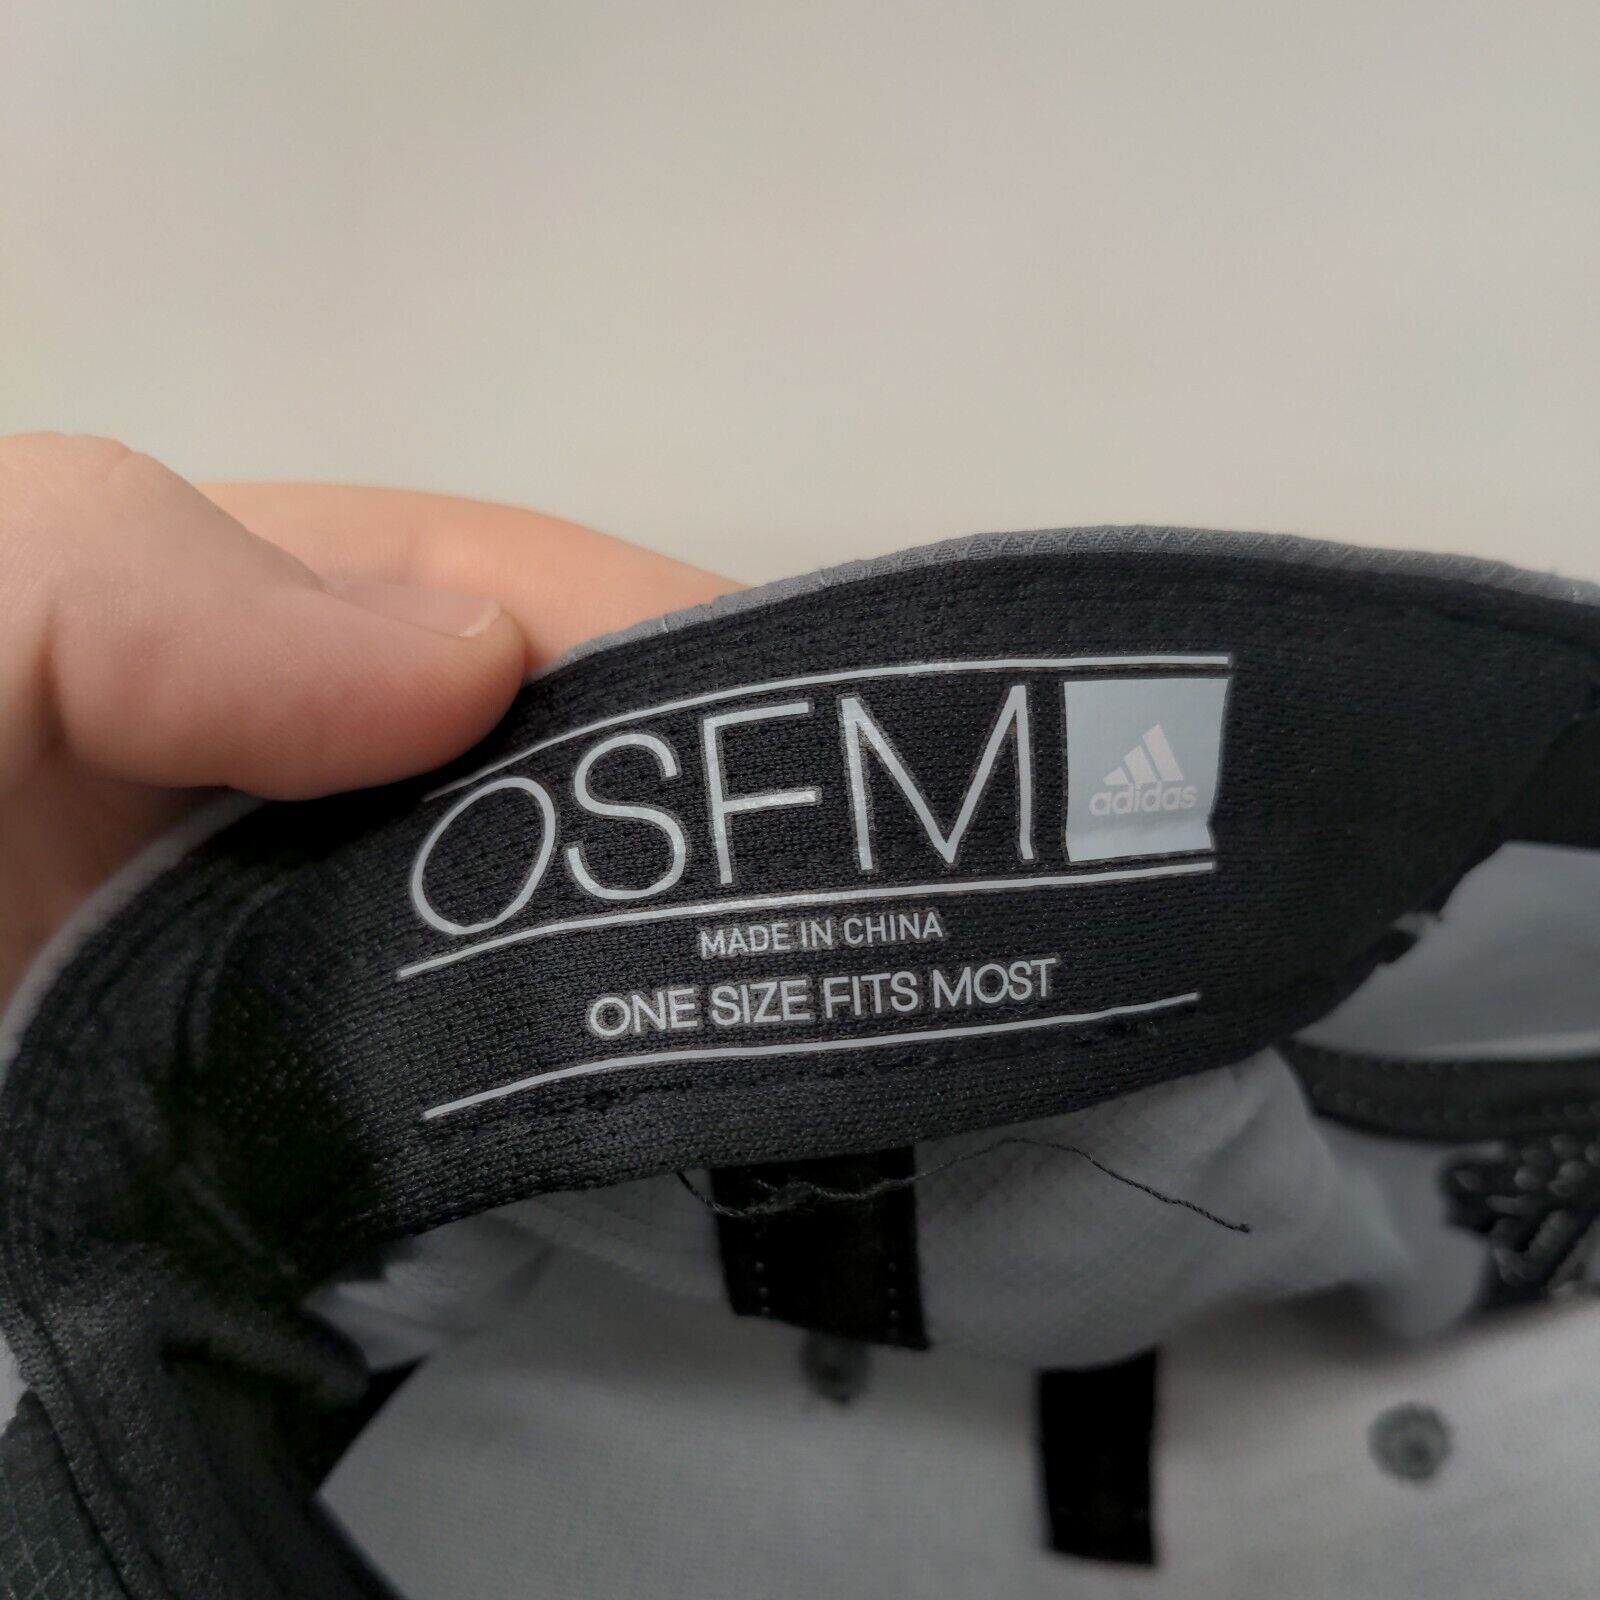 OSFM adidas
MADE IN CHINA
ONE SIZE FITS MOST